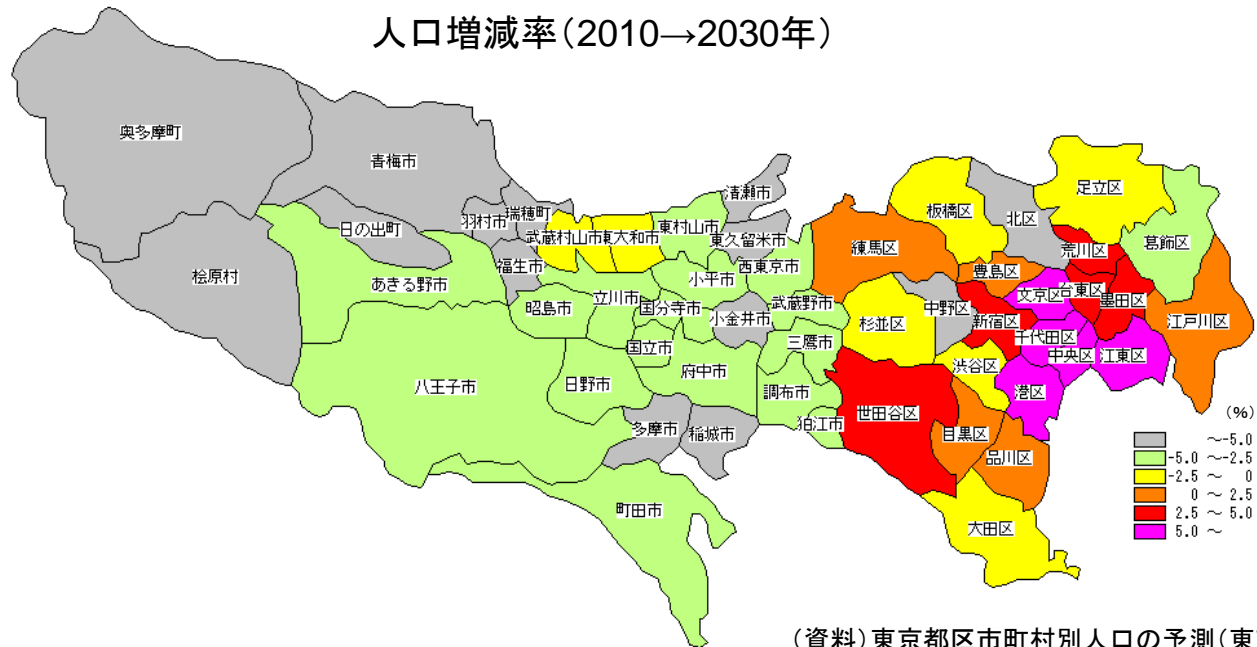 人口増減率(2010→2030年)
奥多摩町
青梅市
清瀬市
足立区
板橋区
北区
羽村市
瑞穂町
日の出町
武蔵村山市
東大和市
東村山市
東久留米市
練馬区
荒川区
葛飾区
桧原村
福生市
あきる野市
小平市
西東京市
豊島区
文京区
台東区
墨田区
昭島市
立川市
国分寺市
武蔵野市
小金井市
杉並区
中野区
新宿区
千代田区
江戸川区
国立市
三鷹市
中央区
江東区
八王子市
日野市
府中市
調布市
渋谷区
港区
多摩市
稲城市
狛江市
世田谷区
目黒区
品川区
町田市
大田区
(%)
～-5.0
-5.0 ～-2.5
-2.5 ～ 0
0 ～ 2.5
2.5 ～ 5.0
5.0 ～
(資料)東京都区市町村別人口の予測(東